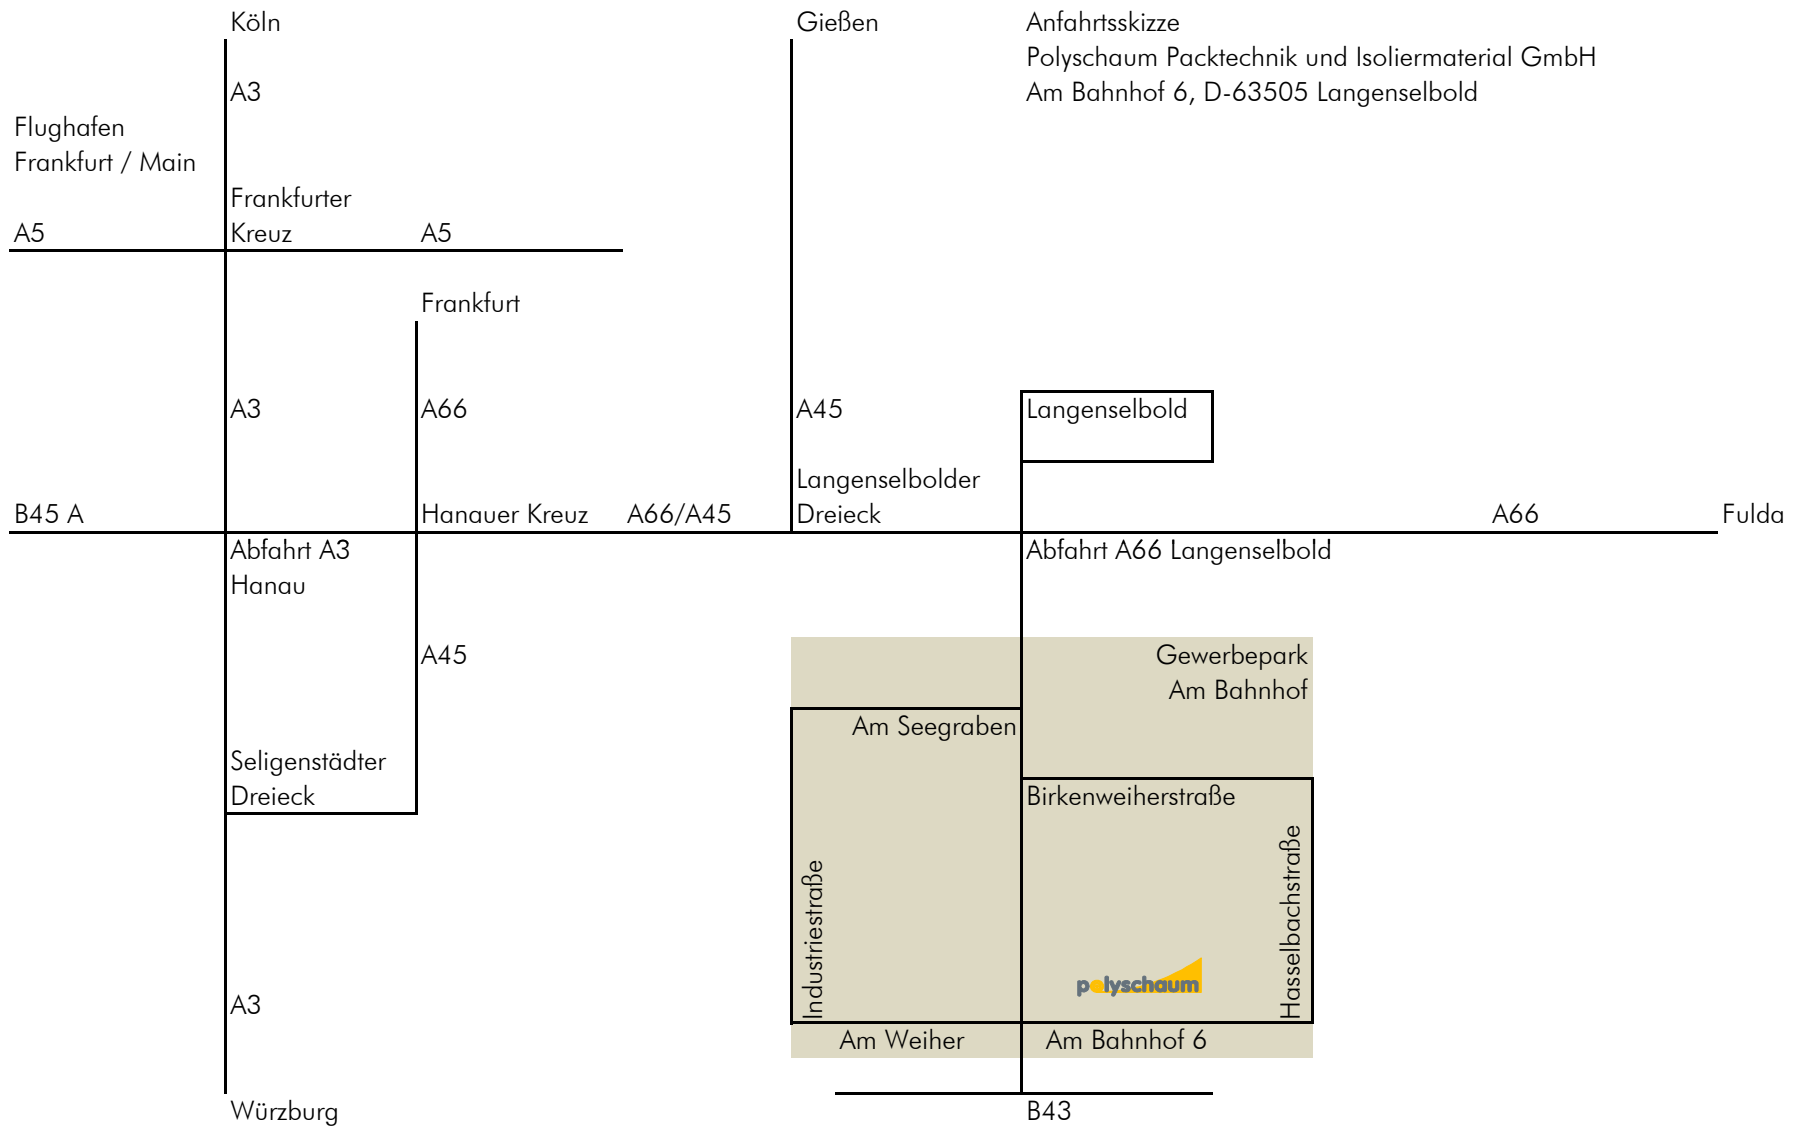 Köln
Gießen
Anfahrtsskizze
Polyschaum Packtechnik und Isoliermaterial GmbH
A3
Am Bahnhof 6, D-63505 Langenselbold
Flughafen
Frankfurt / Main
Frankfurter
A5
Kreuz
A5
Frankfurt
A3
A66
A45
Langenselbold
Langenselbolder
B45 A
Hanauer Kreuz
A66/A45
Dreieck
A66
Fulda
Abfahrt A3
Abfahrt A66 Langenselbold
Hanau
A45
Gewerbepark
Am Bahnhof
Am Seegraben
Seligenstädter
Dreieck
Birkenweiherstraße
Industriestraße
Hasselbachstraße
polyschaum
A3
Am Weiher
Am Bahnhof 6
Würzburg
B43